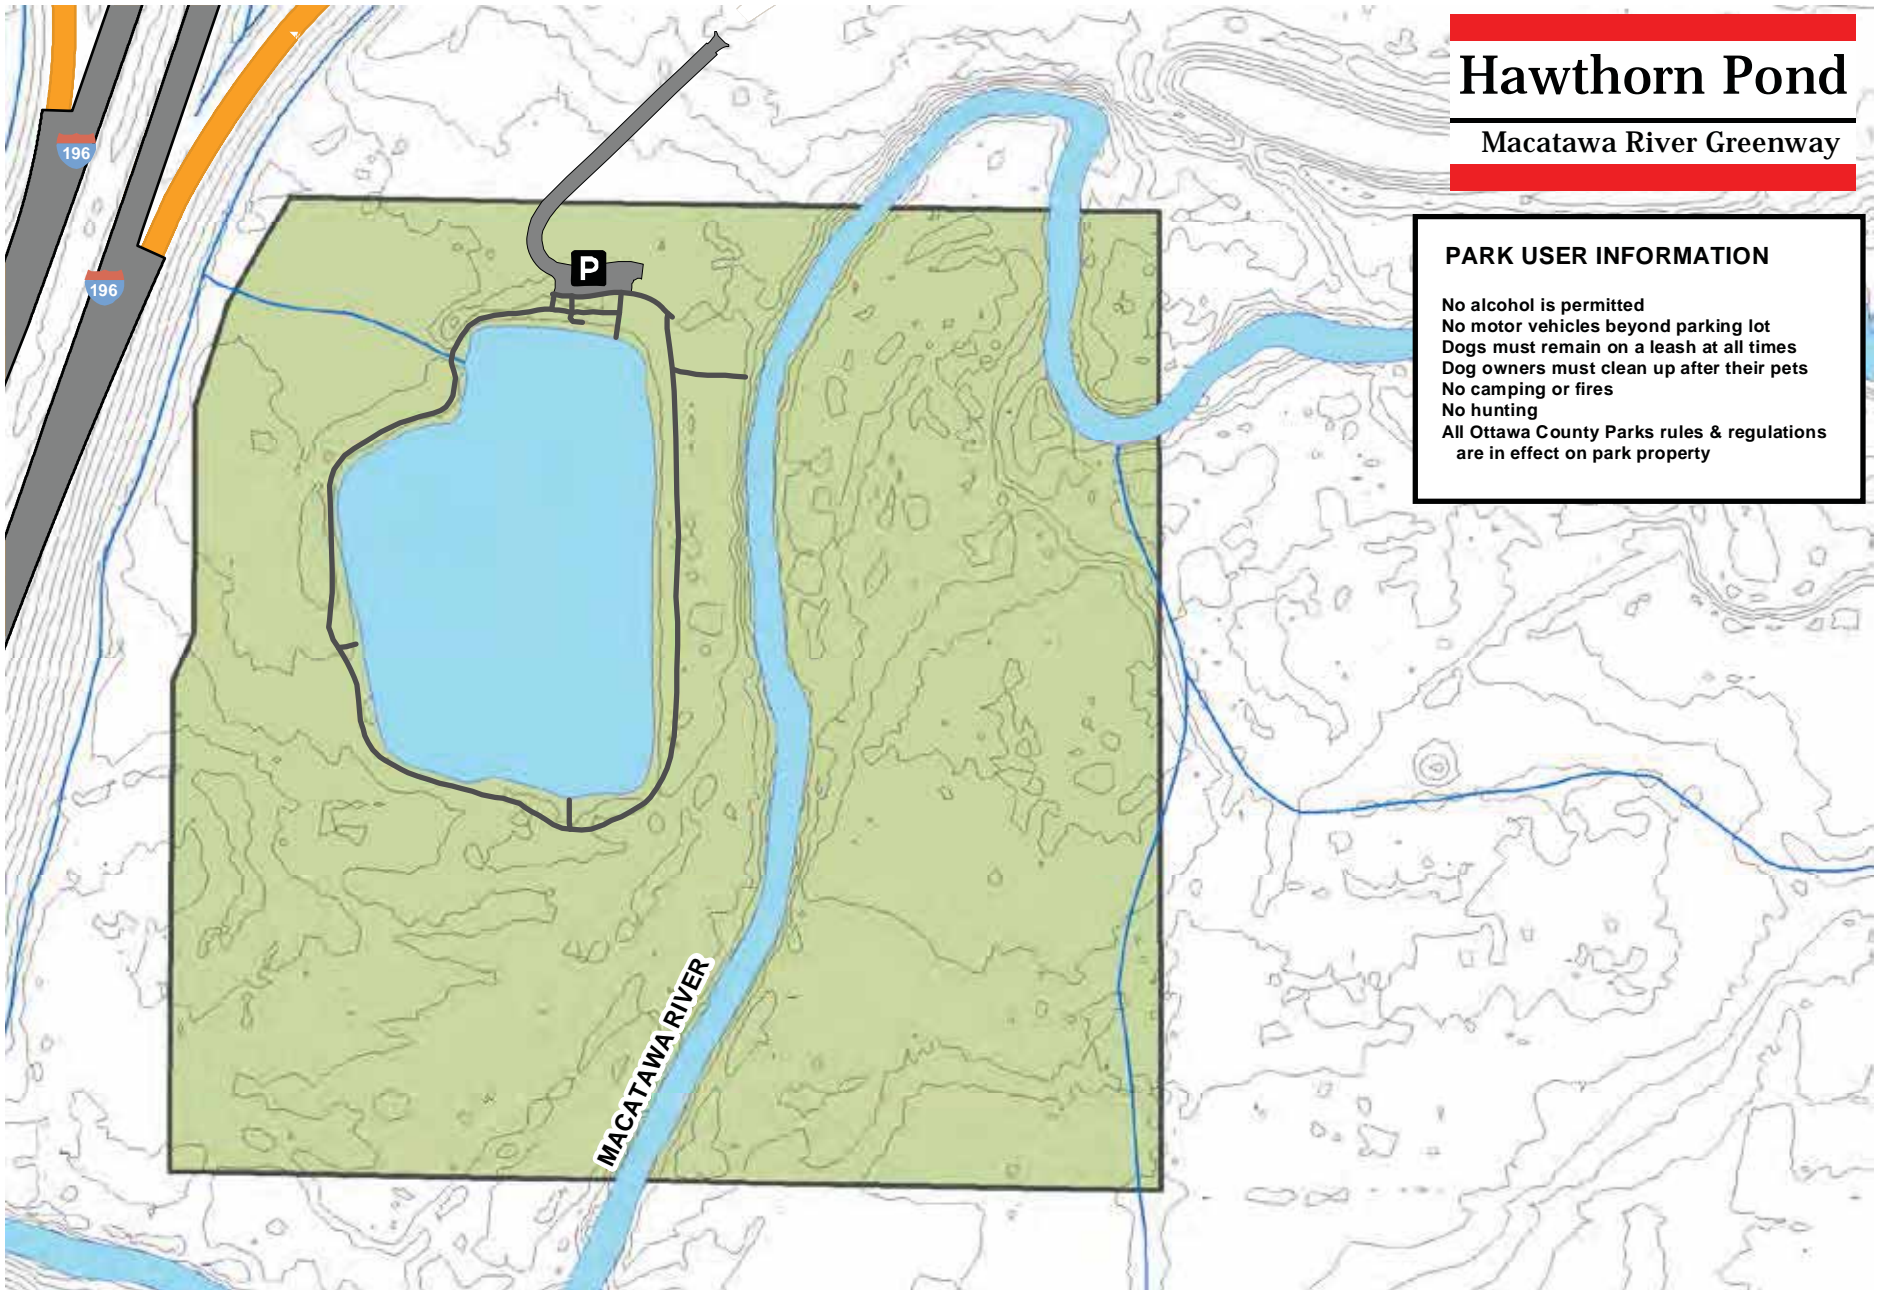 Hawthorn Pond
Macatawa River Greenway
196
196
P
PARK USER INFORMATION
No alcohol is permitted
No motor vehicles beyond parking lot
Dogs must remain on a leash at all times
Dog owners must clean up after their pets
No camping or fires
No hunting
All Ottawa County Parks rules & regulations
are in effect on park property
MACATAWA RIVER